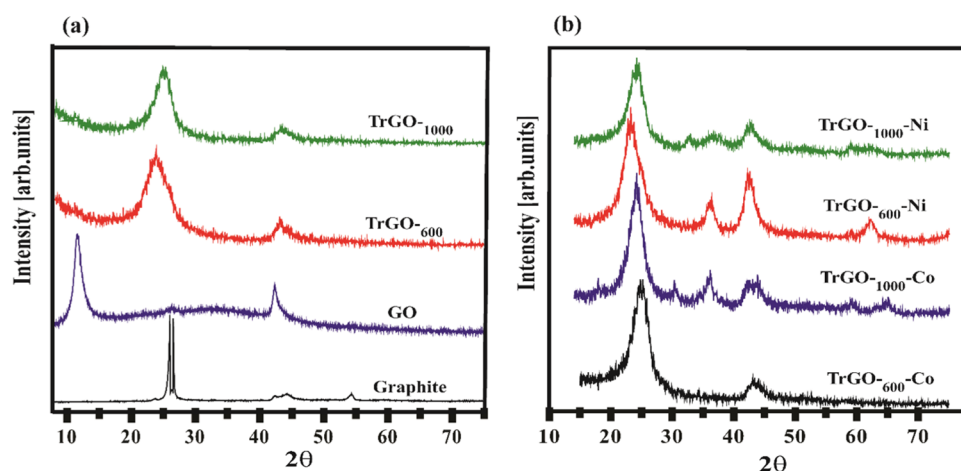 (a)
Intensity [arb.units]
TrGO-1000
TrGO-600
GO
Graphite
10 20 30 40 50 60 70
2θ
(b)
Intensity [arb.units]
TrGO-1000-Ni
TrGO-600-Ni
TrGO-1000-Co
TrGO-600-Co
10 20 30 40 50 60 70
2θ